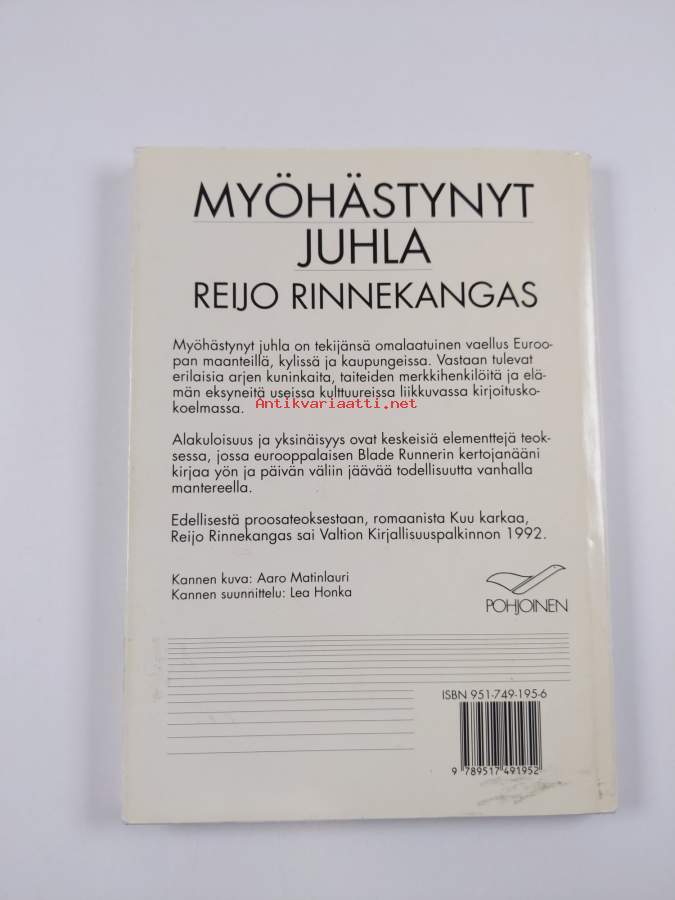 MYÖHÄSTYNYT
JUHLA
REIJO RINNEKANGAS
Myöhästynyt juhla on tekijänsä omalaatuinen vaellus Euroo-
pan maanteillä, kylissä ja kaupungeissa. Vastaan tulevat
erilaisia arjen kuninkaita, taiteiden merkkihenkilöitä ja elä-
män eksyneitä useissa kulttuureissa liikkuvassa kirjoitusko-
koelmassa.
Antikvariaatti.net
Alakuloisuus ja yksinäisyys ovat keskeisiä elementtejä teok-
sessa, jossa eurooppalaisen Blade Runnerin kertojanääni
kirjaa yön ja päivän väliin jäävää todellisuutta vanhalla
mantereella.
Edellisestä proosateoksestaan, romaanista Kuu karkaa,
Reijo Rinnekangas sai Valtion Kirjallisuuspalkinnon 1992.
Kannen kuva: Aaro Matinlauri
Kannen suunnittelu: Lea Honka
POHJOINEN
ISBN 951-749-195-6
9 789517 491952